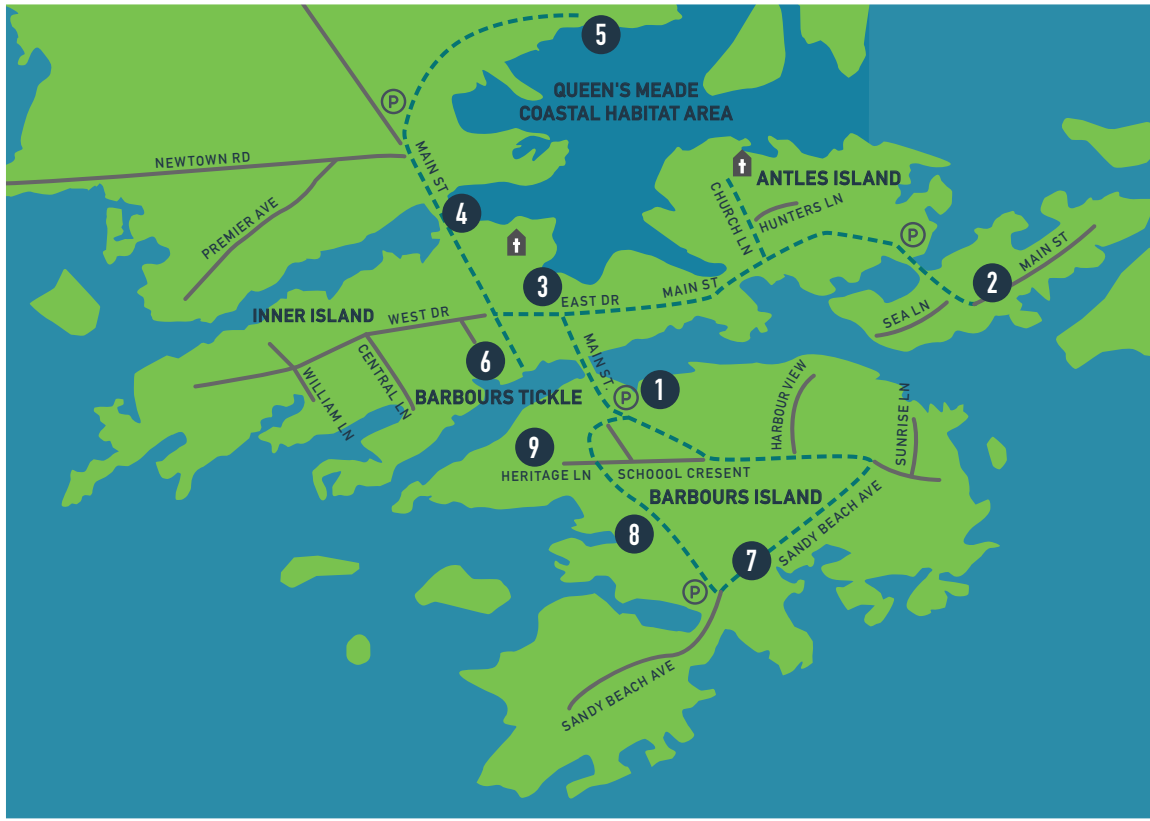 5
QUEEN'S MEADE
COASTAL HABITAT AREA
P
NEWTOWN RD
MAIN ST
PREMIER AVE
4
ANTLES ISLAND
CHURCH LN
HUNTERS LN
P
MAIN ST
2
SEA LN
3
EAST DR
MAIN ST
INNER ISLAND
WEST DR
6
CENTRAL LN
WILLIAM LN
BARBOURS TICKLE
MAIN ST.
P
1
HARBOUR VIEW
SUNRISE LN
9
HERITAGE LN
SCHOOOL CRESENT
BARBOURS ISLAND
8
7
SANDY BEACH AVE
P
SANDY BEACH AVE